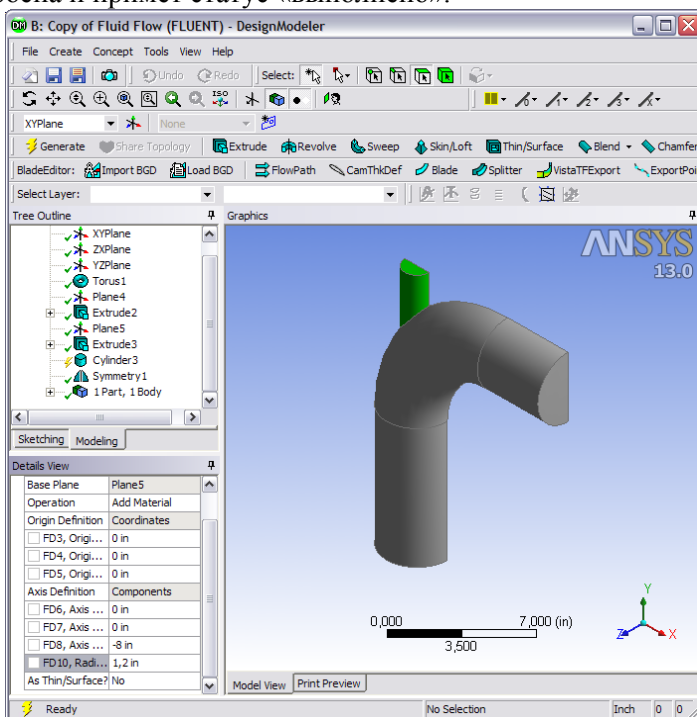 B: Copy of Fluid Flow (FLUENT) - DesignModeler
File Create Concept Tools View Help
Undo Redo Select:
ISO
XYPlane None
Generate Share Topology Extrude Revolve Sweep Skin/Loft Thin/Surface Blend Chamfer
BladeEditor: Import BGD Load BGD FlowPath CamThkDef Blade Splitter VistaTFExport ExportPoi
Select Layer:
Tree Outline
XYPlane
ZXPlane
YZPlane
Torus1
Plane4
Extrude2
Plane5
Extrude3
Cylinder3
Symmetry1
1 Part, 1 Body
Sketching Modeling
Details View
Base Plane Plane5
Operation Add Material
Origin Definition Coordinates
FD3, Origi... 0 in
FD4, Origi... 0 in
FD5, Origi... 0 in
Axis Definition Components
FD6, Axis ... 0 in
FD7, Axis ... 0 in
FD8, Axis ... -8 in
FD10, Radi... 1,2 in
As Thin/Surface? No
Graphics
ANSYS
13.0
0,000 7,000 (in)
3,500
Y
Z X
Model View Print Preview
Ready No Selection Inch 0 0